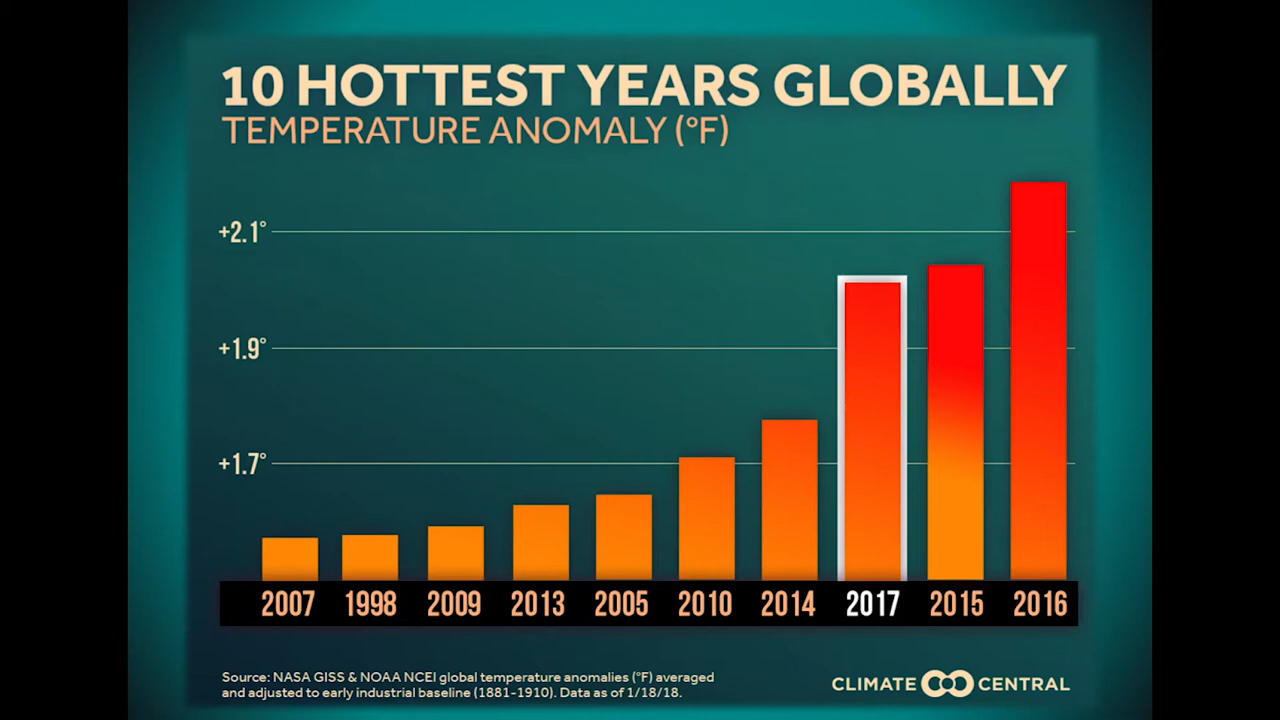 10 HOTTEST YEARS GLOBALLY
TEMPERATURE ANOMALY (°F)
+2.1°
+1.9°
+1.7°
2007 1998 2009 2013 2005 2010 2014 2017 2015 2016
Source: NASA GISS & NOAA NCEI global temperature anomalies (°F) averaged
and adjusted to early industrial baseline (1881-1910). Data as of 1/18/18.
CLIMATE CENTRAL